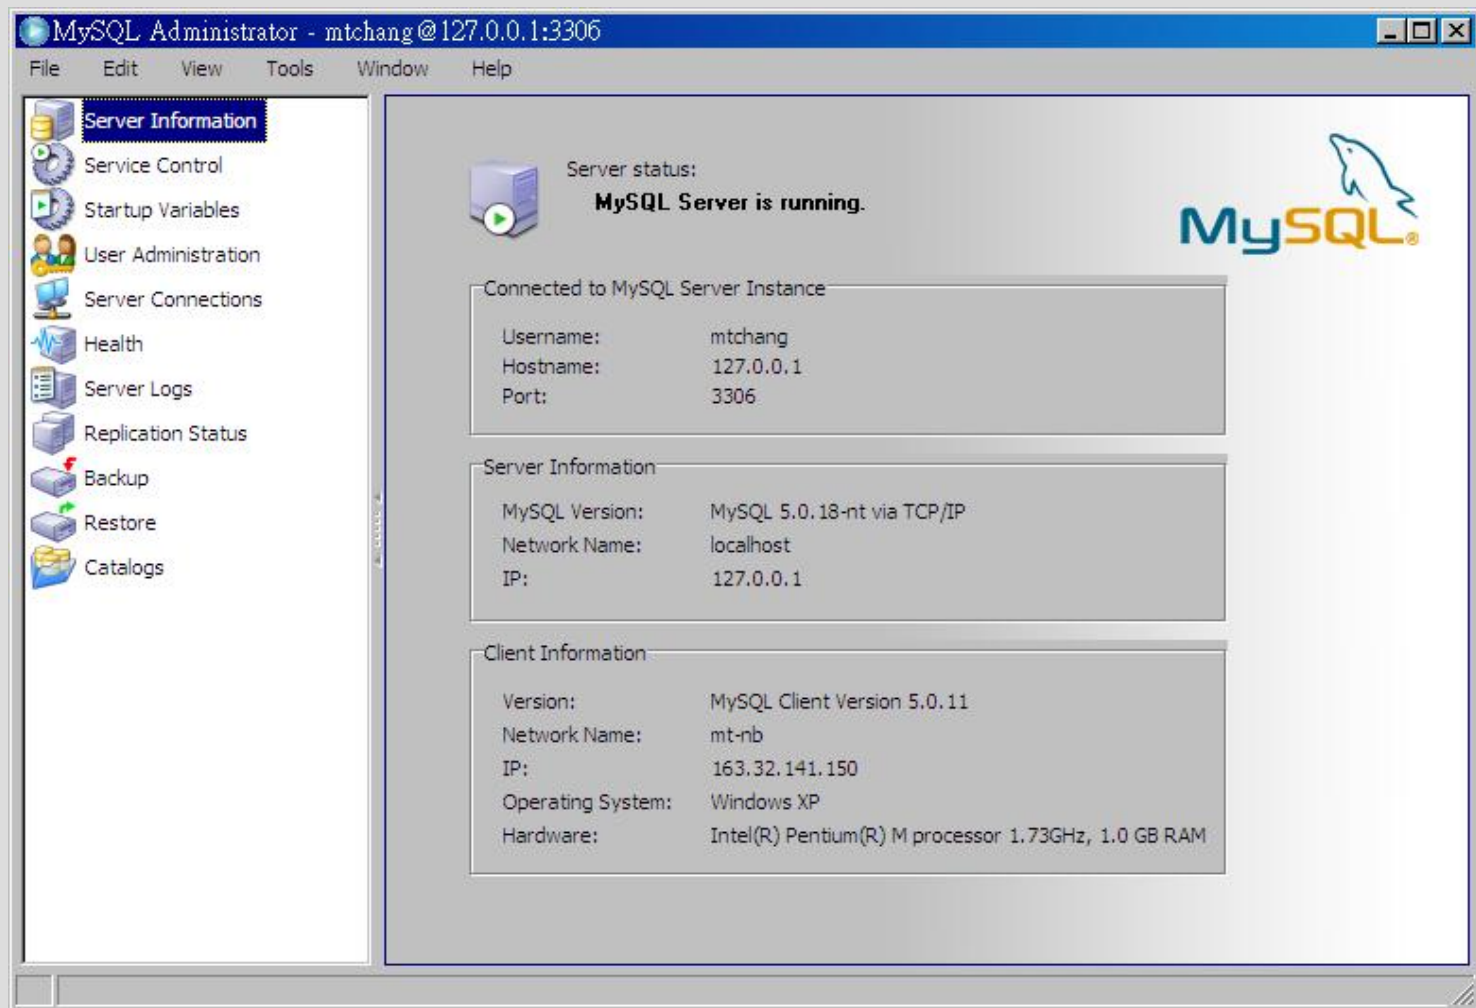 MySQL Administrator - mtchang@127.0.0.1:3306
File Edit View Tools Window Help
Server Information
Service Control
Startup Variables
User Administration
Server Connections
Health
Server Logs
Replication Status
Backup
Restore
Catalogs
Server status:
MySQL Server is running.
MySQL®
Connected to MySQL Server Instance
Username: mtchang
Hostname: 127.0.0.1
Port: 3306
Server Information
MySQL Version: MySQL 5.0.18-nt via TCP/IP
Network Name: localhost
IP: 127.0.0.1
Client Information
Version: MySQL Client Version 5.0.11
Network Name: mt-nb
IP: 163.32.141.150
Operating System: Windows XP
Hardware: Intel(R) Pentium(R) M processor 1.73GHz, 1.0 GB RAM